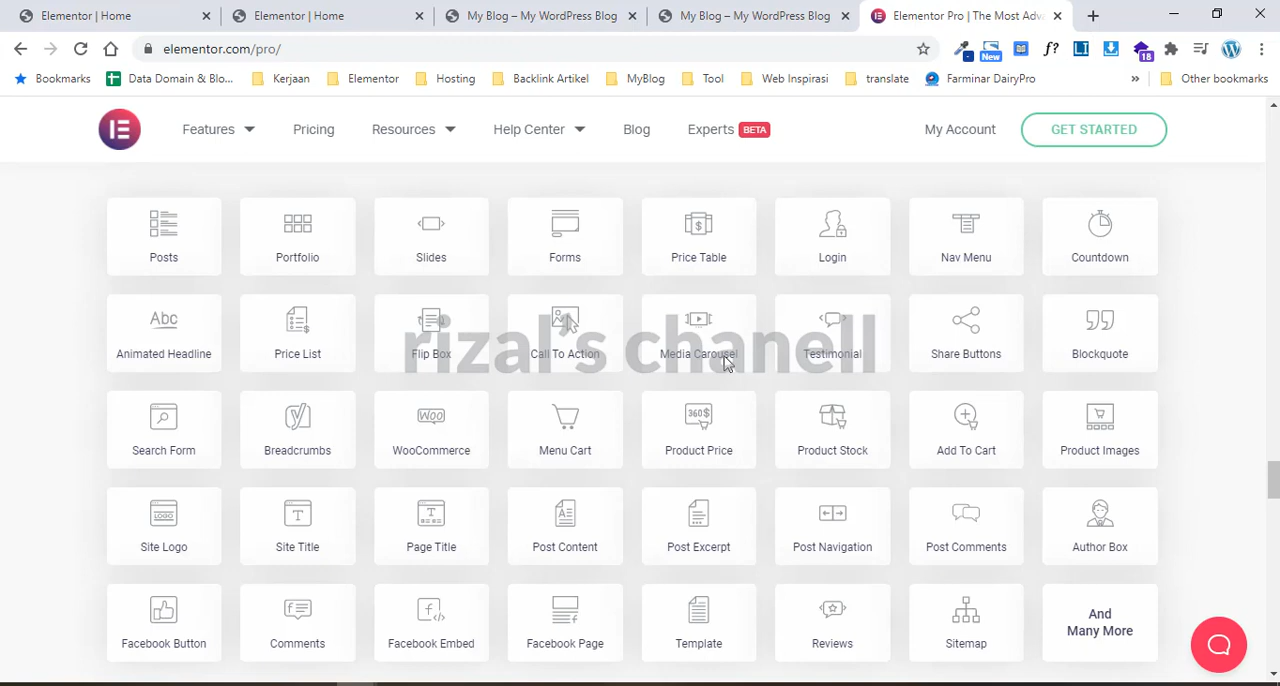 Elementor | Home
Elementor | Home
My Blog – My WordPress Blog
My Blog – My WordPress Blog
Elementor Pro | The Most Adv
elementor.com/pro/
f?
New
18
Bookmarks
Data Domain & Blo...
Kerjaan
Elementor
Hosting
Backlink Artikel
MyBlog
Tool
Web Inspirasi
translate
Farminar DairyPro
»
Other bookmarks
Features
Pricing
Resources
Help Center
Blog
Experts BETA
My Account
GET STARTED
Posts
Portfolio
Slides
Forms
Price Table
Login
Nav Menu
Countdown
Abc
Animated Headline
Price List
Flip Box
Call To Action
Media Carousel
Testimonial
Share Buttons
Blockquote
rizal's chanell
Search Form
Breadcrumbs
WOO
WooCommerce
Menu Cart
360$
Product Price
Product Stock
Add To Cart
Product Images
LOGO
Site Logo
T
Site Title
T
Page Title
A
Post Content
Post Excerpt
Post Navigation
Post Comments
Author Box
Facebook Button
Comments
Facebook Embed
Facebook Page
Template
Reviews
Sitemap
And
Many More